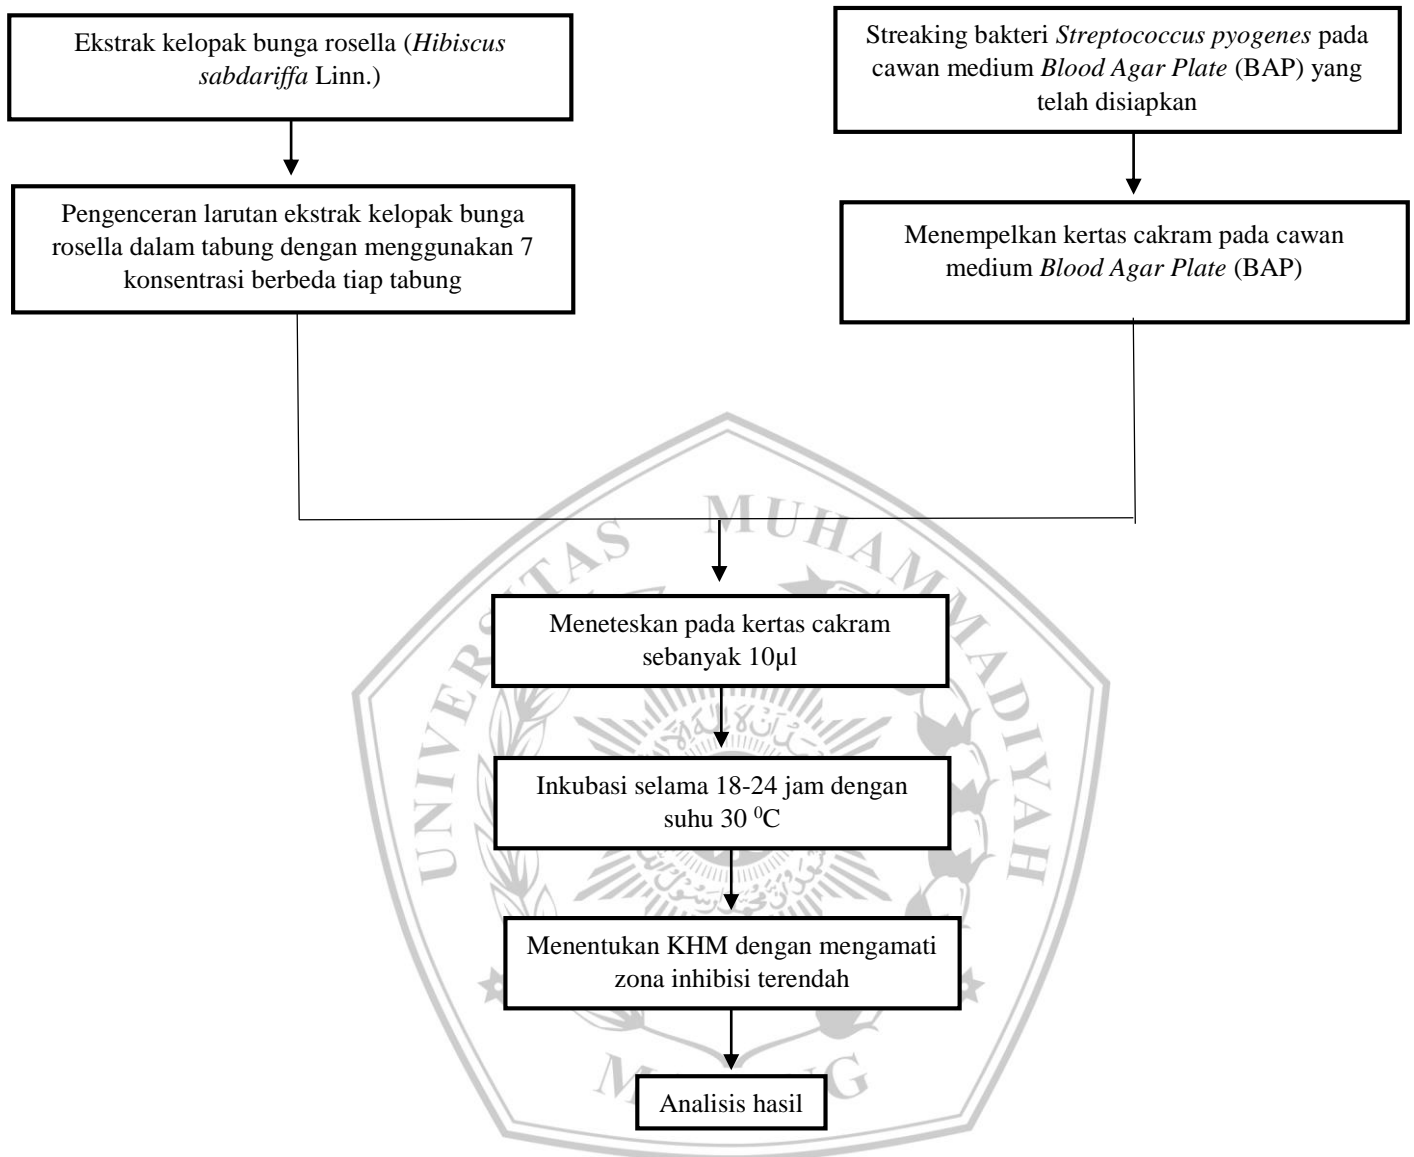 Ekstrak kelopak bunga rosella (Hibiscus
sabdariffa Linn.)
Streaking bakteri Streptococcus pyogenes pada
cawan medium Blood Agar Plate (BAP) yang
telah disiapkan
Pengenceran larutan ekstrak kelopak bunga
rosella dalam tabung dengan menggunakan 7
konsentrasi berbeda tiap tabung
Menempelkan kertas cakram pada cawan
medium Blood Agar Plate (BAP)
UNIVERSITAS MUHAMMADIYAH
Meneteskan pada kertas cakram
sebanyak 10µl
Inkubasi selama 18-24 jam dengan
suhu 30 ⁰C
Menentukan KHM dengan mengamati
zona inhibisi terendah
Analisis hasil